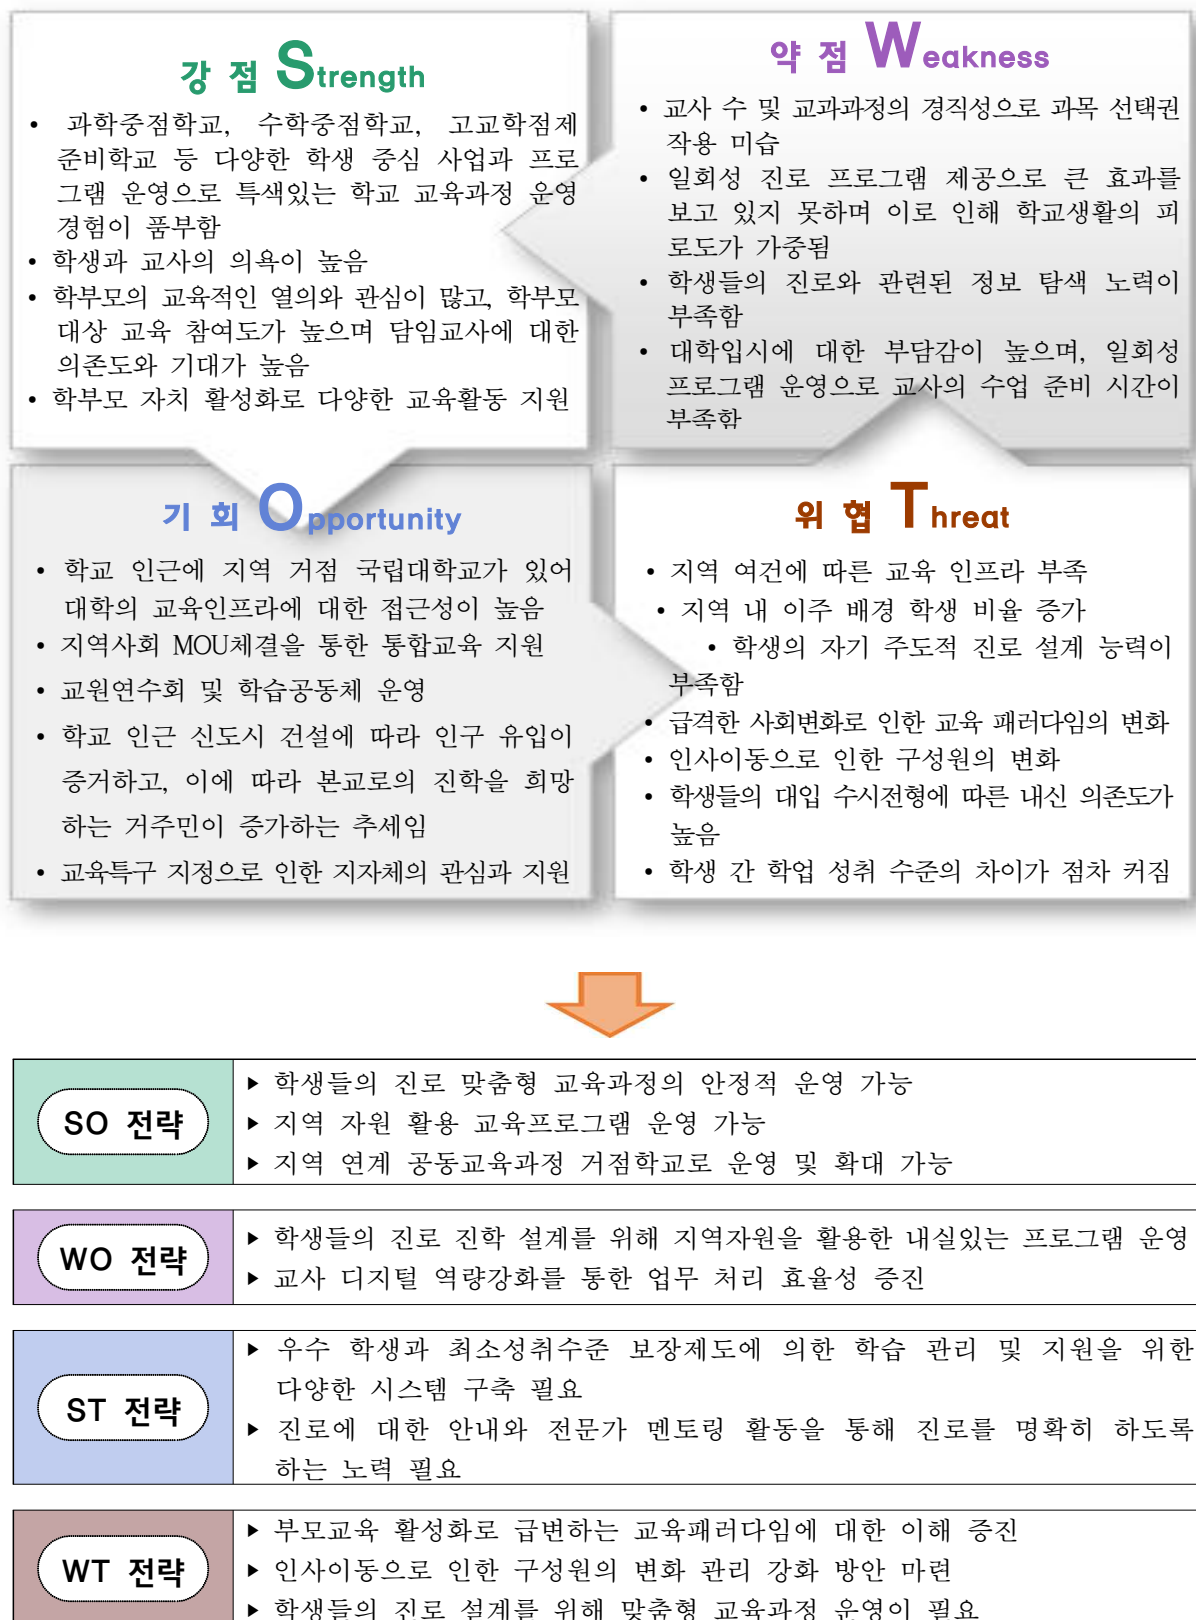 강 점 Strength
• 과학중점학교, 수학중점학교, 고교학점제
준비학교 등 다양한 학생 중심 사업과 프로
그램 운영으로 특색있는 학교 교육과정 운영
경험이 품부함
• 학생과 교사의 의욕이 높음
• 학부모의 교육적인 열의와 관심이 많고, 학부모
대상 교육 참여도가 높으며 담임교사에 대한
의존도와 기대가 높음
• 학부모 자치 활성화로 다양한 교육활동 지원
약 점 Weakness
• 교사 수 및 교과과정의 경직성으로 과목 선택권
작용 미습
• 일회성 진로 프로그램 제공으로 큰 효과를
보고 있지 못하며 이로 인해 학교생활의 피
로도가 가중됨
• 학생들의 진로와 관련된 정보 탐색 노력이
부족함
• 대학입시에 대한 부담감이 높으며, 일회성
프로그램 운영으로 교사의 수업 준비 시간이
부족함
기 회 Opportunity
• 학교 인근에 지역 거점 국립대학교가 있어
대학의 교육인프라에 대한 접근성이 높음
• 지역사회 MOU체결을 통한 통합교육 지원
• 교원연수회 및 학습공동체 운영
• 학교 인근 신도시 건설에 따라 인구 유입이
증거하고, 이에 따라 본교로의 진학을 희망
하는 거주민이 증가하는 추세임
• 교육특구 지정으로 인한 지자체의 관심과 지원
위 협 Threat
• 지역 여건에 따른 교육 인프라 부족
• 지역 내 이주 배경 학생 비율 증가
• 학생의 자기 주도적 진로 설계 능력이
부족함
• 급격한 사회변화로 인한 교육 패러다임의 변화
• 인사이동으로 인한 구성원의 변화
• 학생들의 대입 수시전형에 따른 내신 의존도가
높음
• 학생 간 학업 성취 수준의 차이가 점차 커짐
SO 전략
▶ 학생들의 진로 맞춤형 교육과정의 안정적 운영 가능
▶ 지역 자원 활용 교육프로그램 운영 가능
▶ 지역 연계 공동교육과정 거점학교로 운영 및 확대 가능
WO 전략
▶ 학생들의 진로 진학 설계를 위해 지역자원을 활용한 내실있는 프로그램 운영
▶ 교사 디지털 역량강화를 통한 업무 처리 효율성 증진
ST 전략
▶ 우수 학생과 최소성취수준 보장제도에 의한 학습 관리 및 지원을 위한
다양한 시스템 구축 필요
▶ 진로에 대한 안내와 전문가 멘토링 활동을 통해 진로를 명확히 하도록
하는 노력 필요
WT 전략
▶ 부모교육 활성화로 급변하는 교육패러다임에 대한 이해 증진
▶ 인사이동으로 인한 구성원의 변화 관리 강화 방안 마련
▶ 학생들의 진로 설계를 위해 맞춤형 교육과정 운영이 필요